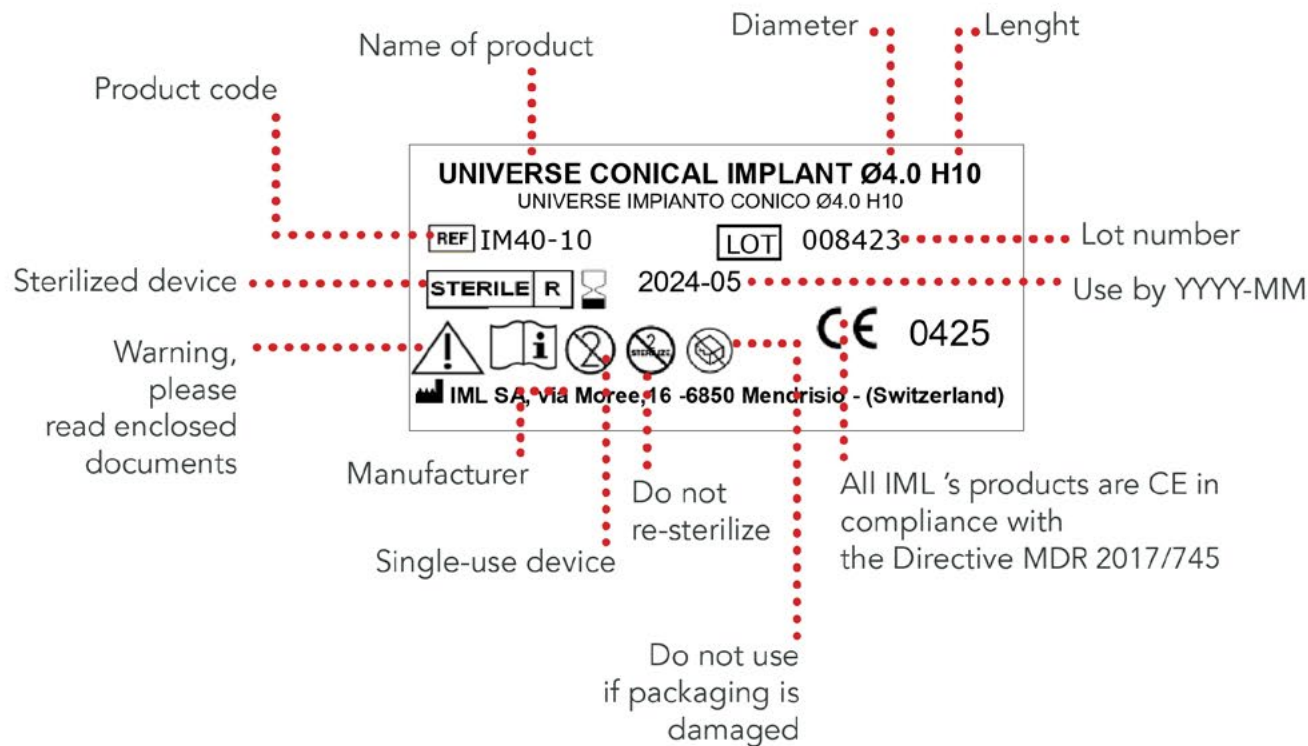 Diameter
Lenght
Name of product
Product code
UNIVERSE CONICAL IMPLANT Ø4.0 H10
UNIVERSE IMPIANTO CONICO Ø4.0 H10
REF IM40-10
LOT 008423
Lot number
Sterilized device
STERILE R
2024-05
Use by YYYY-MM
Warning,
please
read enclosed
documents
i
2
2
STERILIZE
CE 0425
IML SA, via Moree,16 -6850 Mendrisio - (Switzerland)
Manufacturer
Single-use device
Do not
re-sterilize
All IML 's products are CE in
compliance with
the Directive MDR 2017/745
Do not use
if packaging is
damaged